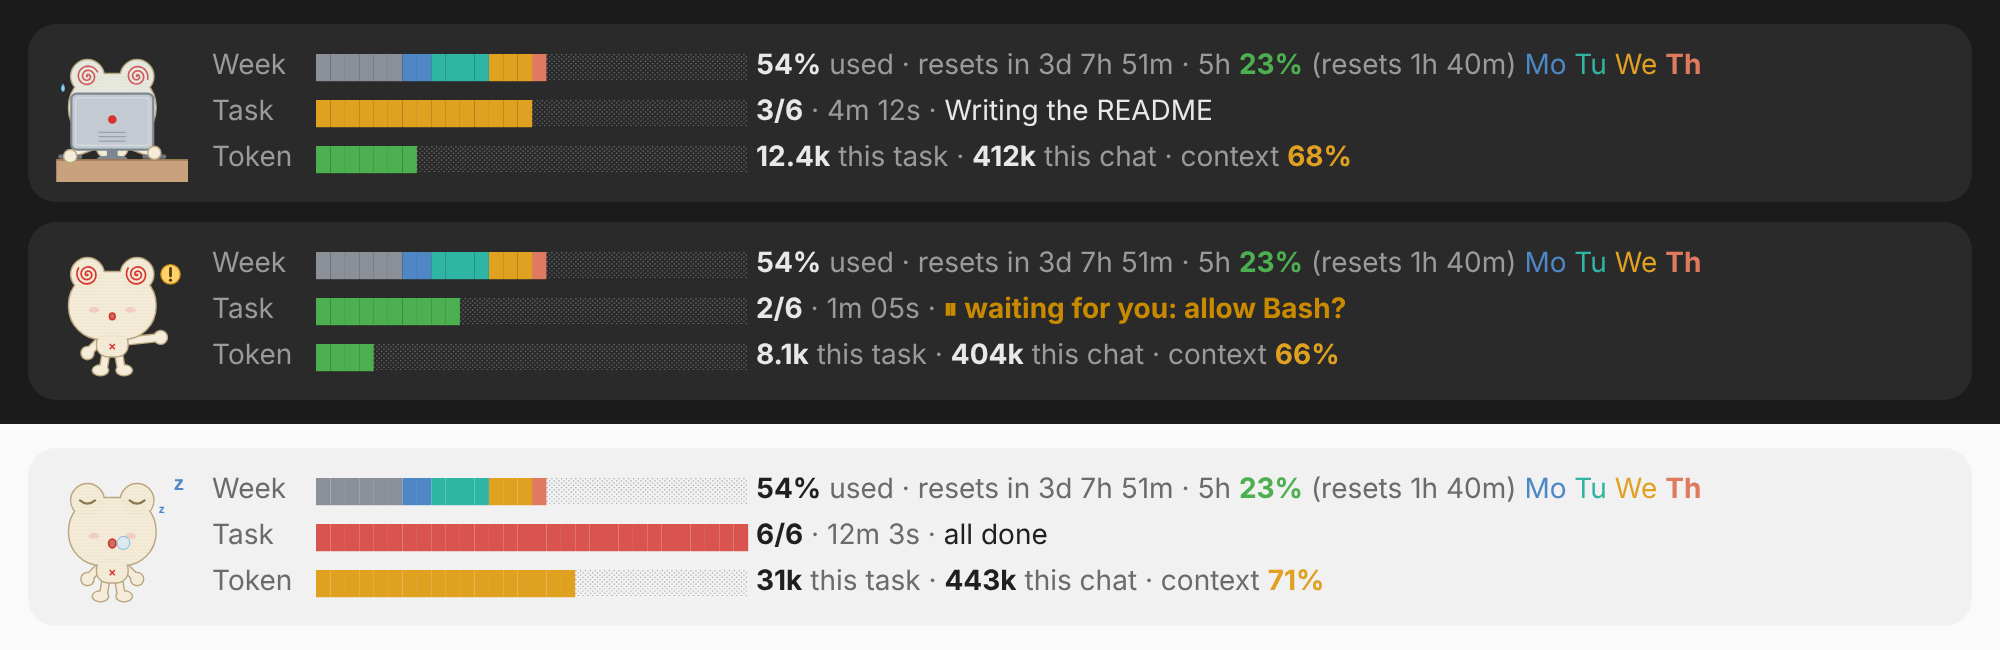 Week 54% used · resets in 3d 7h 51m · 5h 23% (resets 1h 40m) Mo Tu We Th
Task 3/6 · 4m 12s · Writing the README
Token 12.4k this task · 412k this chat · context 68%
!
Week 54% used · resets in 3d 7h 51m · 5h 23% (resets 1h 40m) Mo Tu We Th
Task 2/6 · 1m 05s · waiting for you: allow Bash?
Token 8.1k this task · 404k this chat · context 66%
z
z
Week 54% used · resets in 3d 7h 51m · 5h 23% (resets 1h 40m) Mo Tu We Th
Task 6/6 · 12m 3s · all done
Token 31k this task · 443k this chat · context 71%